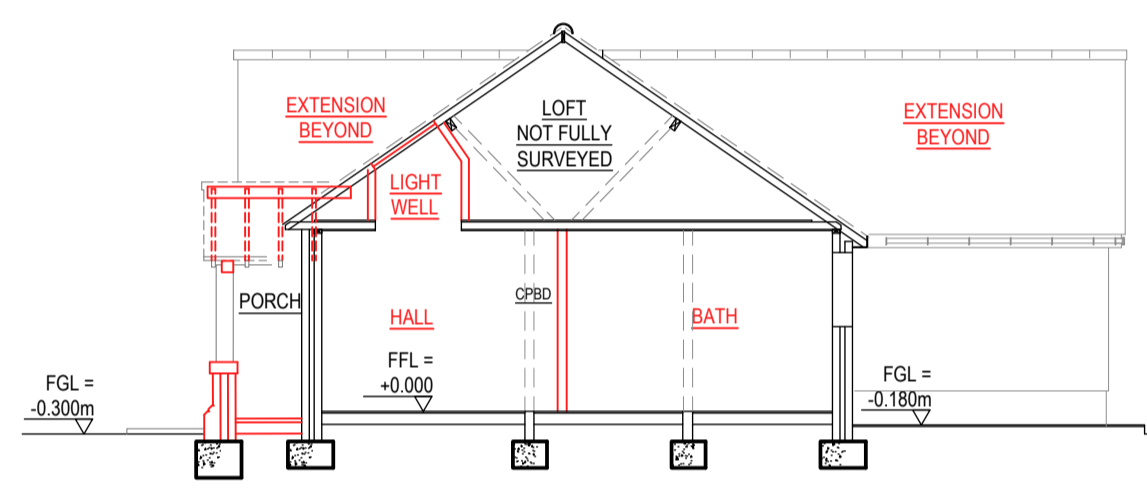 EXTENSION
BEYOND
LOFT
NOT FULLY
SURVEYED
EXTENSION
BEYOND
LIGHT
WELL
PORCH
CPBD
HALL
BATH
FFL =
+0.000
FGL =
-0.300m
FGL =
-0.180m